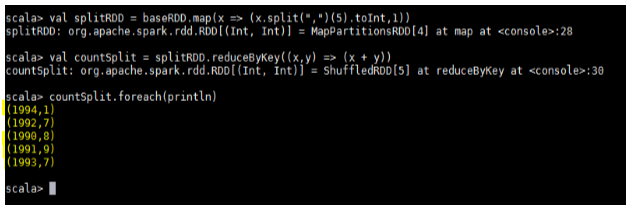 scala> val splitRDD = baseRDD.map(x => (x.split(",")(5).toInt,1))
splitRDD: org.apache.spark.rdd.RDD[(Int, Int)] = MapPartitionsRDD[4] at map at <console>:28
scala> val countSplit = splitRDD.reduceByKey((x,y) => (x + y))
countSplit: org.apache.spark.rdd.RDD[(Int, Int)] = ShuffledRDD[5] at reduceByKey at <console>:30
scala> countSplit.foreach(println)
(1994,1)
(1992,7)
(1990,8)
(1991,9)
(1993,7)
scala>